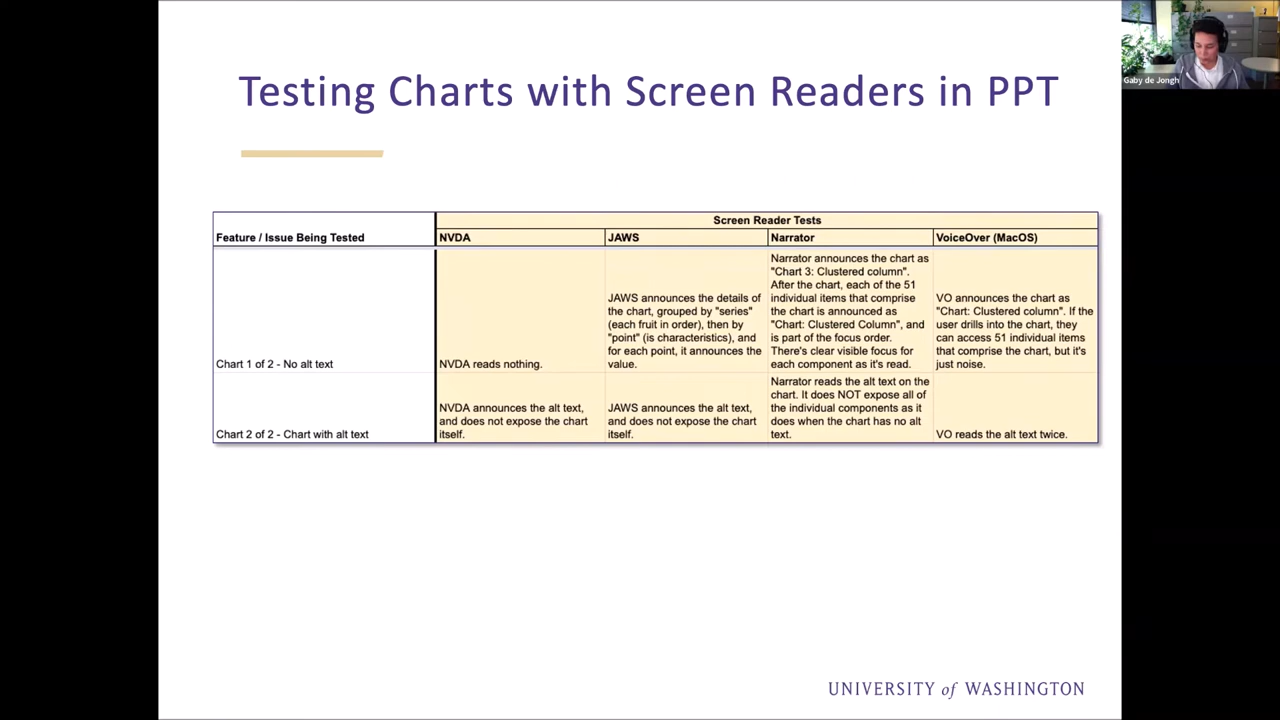 Testing Charts with Screen Readers in PPT
Gaby de Jongh
Screen Reader Tests
Feature / Issue Being Tested
NVDA
JAWS
Narrator
VoiceOver (MacOS)
Chart 1 of 2 - No alt text
NVDA reads nothing.
JAWS announces the details of
the chart, grouped by "series"
(each fruit in order), then by
"point" (is characteristics), and
for each point, it announces the
value.
Narrator announces the chart as
"Chart 3: Clustered column".
After the chart, each of the 51
individual items that comprise
the chart is announced as
"Chart: Clustered Column", and
is part of the focus order.
There's clear visible focus for
each component as it's read.
VO announces the chart as
"Chart: Clustered column". If the
user drills into the chart, they
can access 51 individual items
that comprise the chart, but it's
just noise.
Chart 2 of 2 - Chart with alt text
NVDA announces the alt text,
and does not expose the chart
itself.
JAWS announces the alt text,
and does not expose the chart
itself.
Narrator reads the alt text on the
chart. It does NOT expose all of
the individual components as it
does when the chart has no alt
text.
VO reads the alt text twice.
UNIVERSITY of WASHINGTON